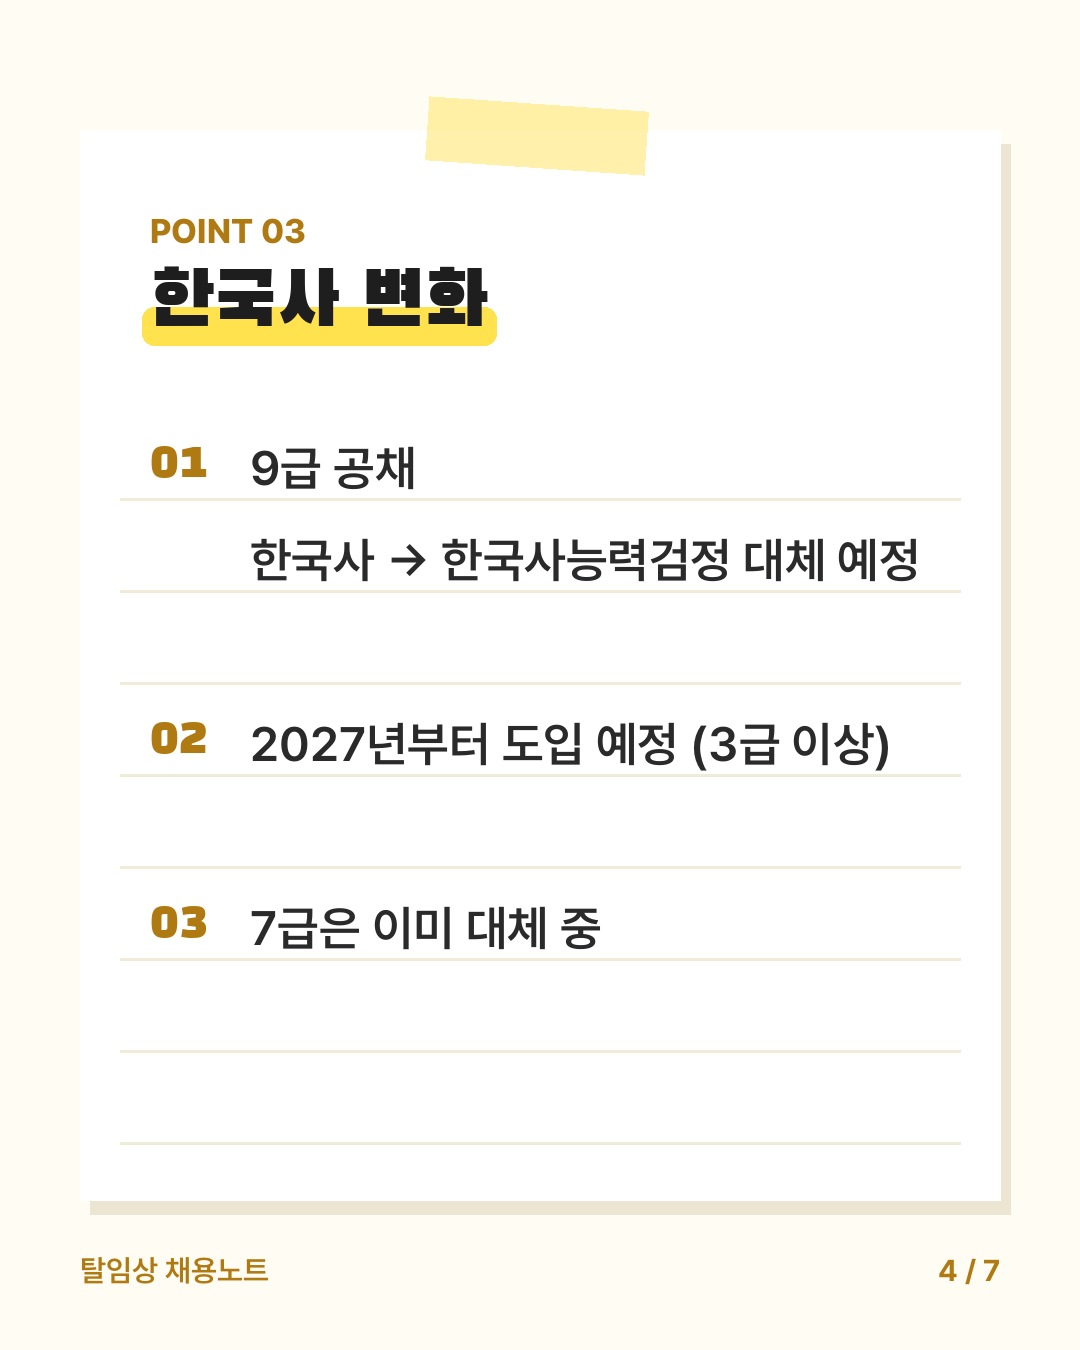 POINT 03
한국사 변화
01 9급 공채
한국사 → 한국사능력검정 대체 예정
02 2027년부터 도입 예정 (3급 이상)
03 7급은 이미 대체 중
탈임상 채용노트
4 / 7